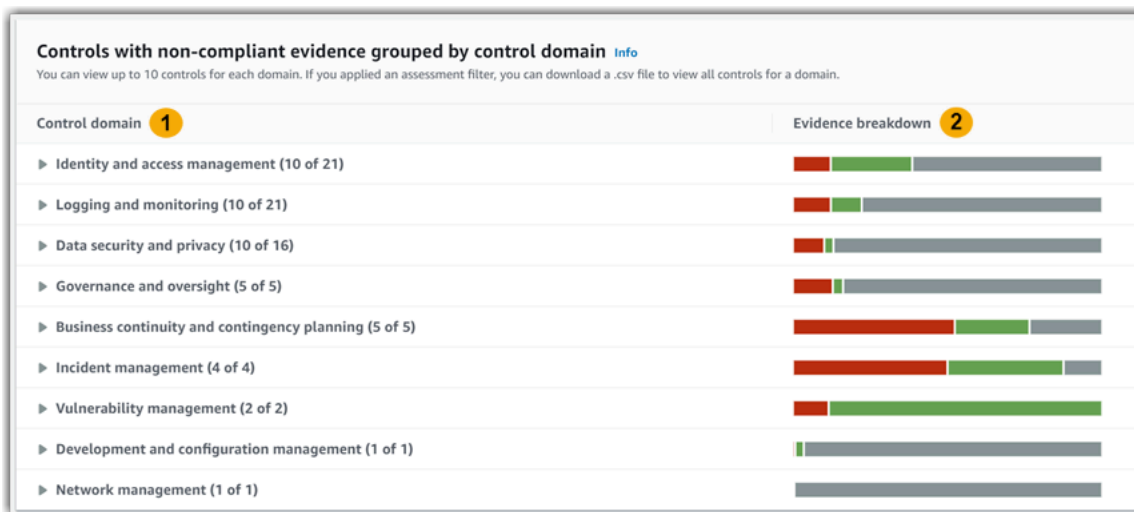 Controls with non-compliant evidence grouped by control domain Info
You can view up to 10 controls for each domain. If you applied an assessment filter, you can download a .csv file to view all controls for a domain.
Control domain 1 Evidence breakdown 2
Identity and access management (10 of 21)
Logging and monitoring (10 of 21)
Data security and privacy (10 of 16)
Governance and oversight (5 of 5)
Business continuity and contingency planning (5 of 5)
Incident management (4 of 4)
Vulnerability management (2 of 2)
Development and configuration management (1 of 1)
Network management (1 of 1)